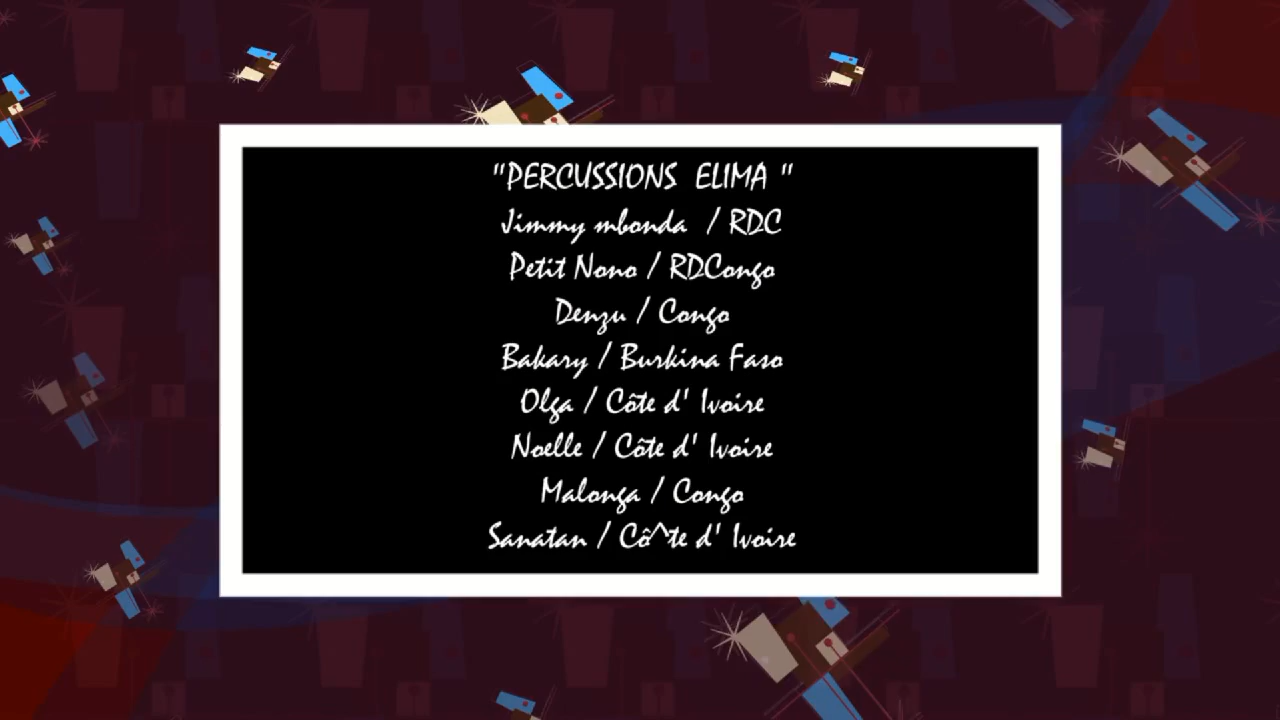 "PERCUSSIONS ELIMA "
Jimmy mbonda / RDC
Petit Nono / RDCongo
Denzu / Congo
Bakary / Burkina Faso
Olga / Côte d' Ivoire
Noelle / Côte d' Ivoire
Malonga / Congo
Sanatan / Cô^te d' Ivoire